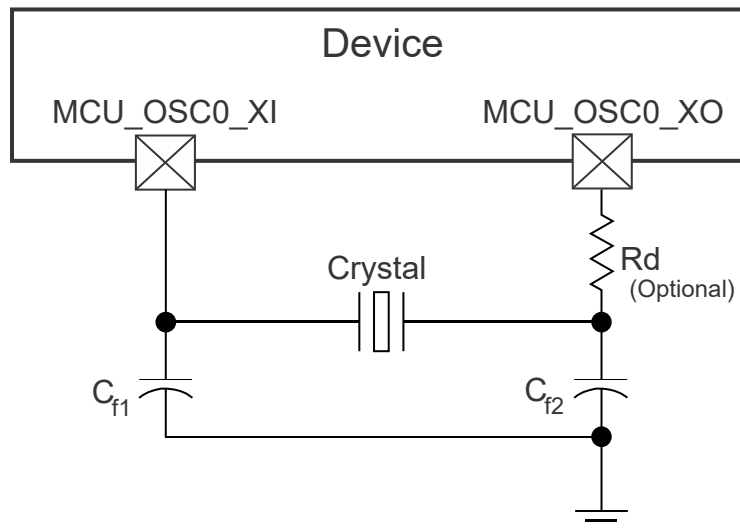 Device
MCU_OSC0_XI
MCU_OSC0_XO
Crystal
Rd
(Optional)
Cf1
Cf2